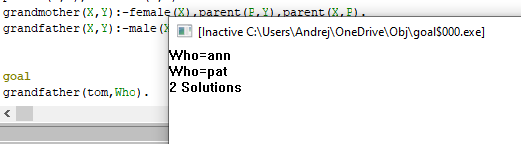 grandmother(X,Y):-female(X),parent(P,Y),parent(X,P).
grandfather(X,Y):-male(X
goal
grandfather(tom,Who).
[Inactive C:\Users\Andrej\OneDrive\Obj\goal$000.exe]
Who=ann
Who=pat
2 Solutions